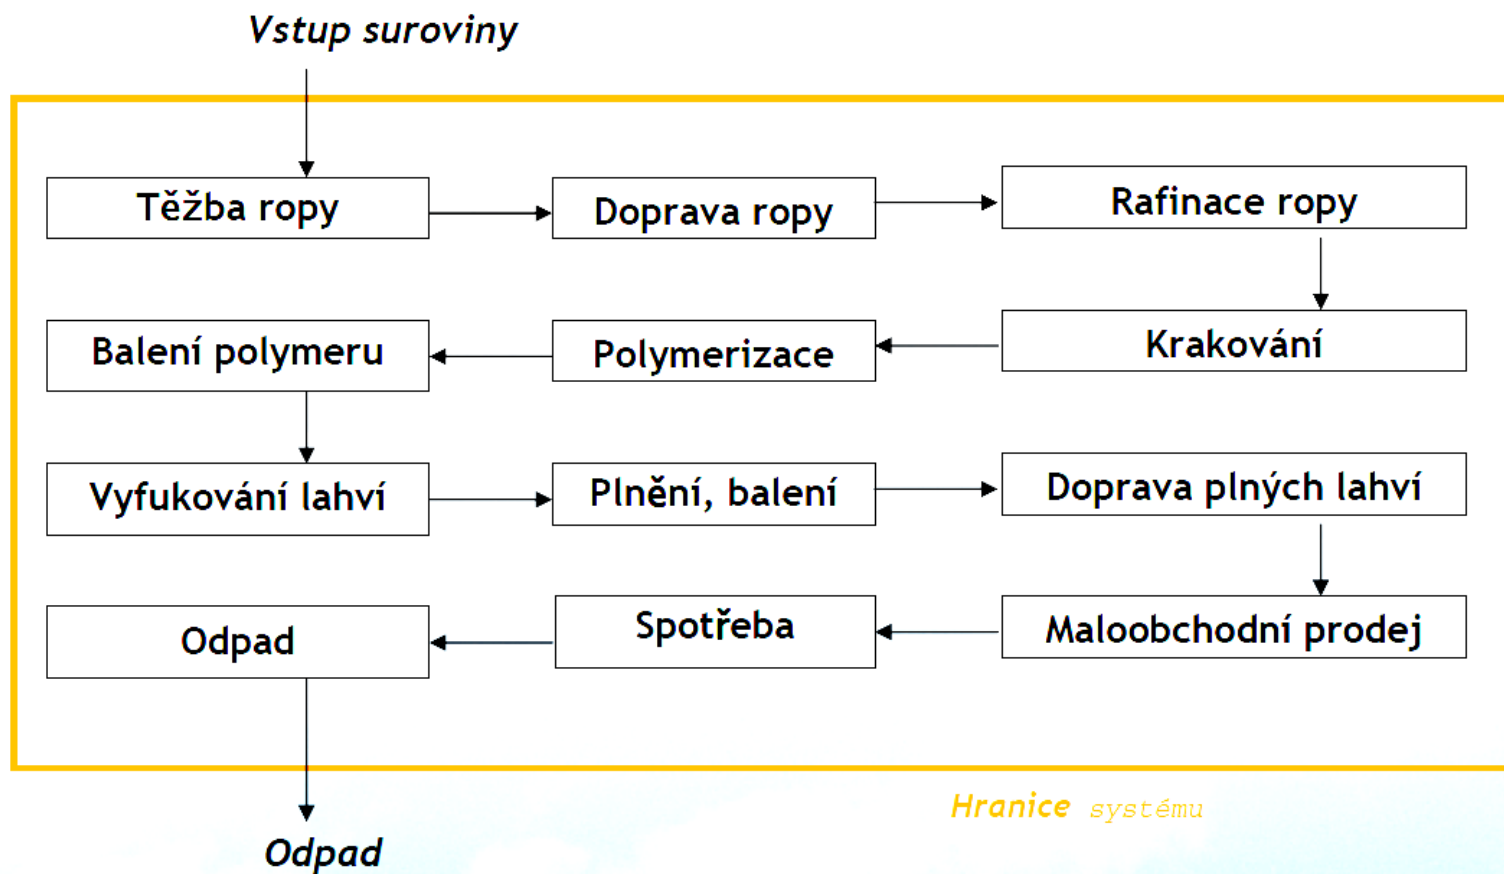 Vstup suroviny
Těžba ropy
Doprava ropy
Rafinace ropy
Krakování
Polymerizace
Balení polymeru
Vyfukování lahví
Plnění, balení
Doprava plných lahví
Maloobchodní prodej
Spotřeba
Odpad
Hranice systému
Odpad